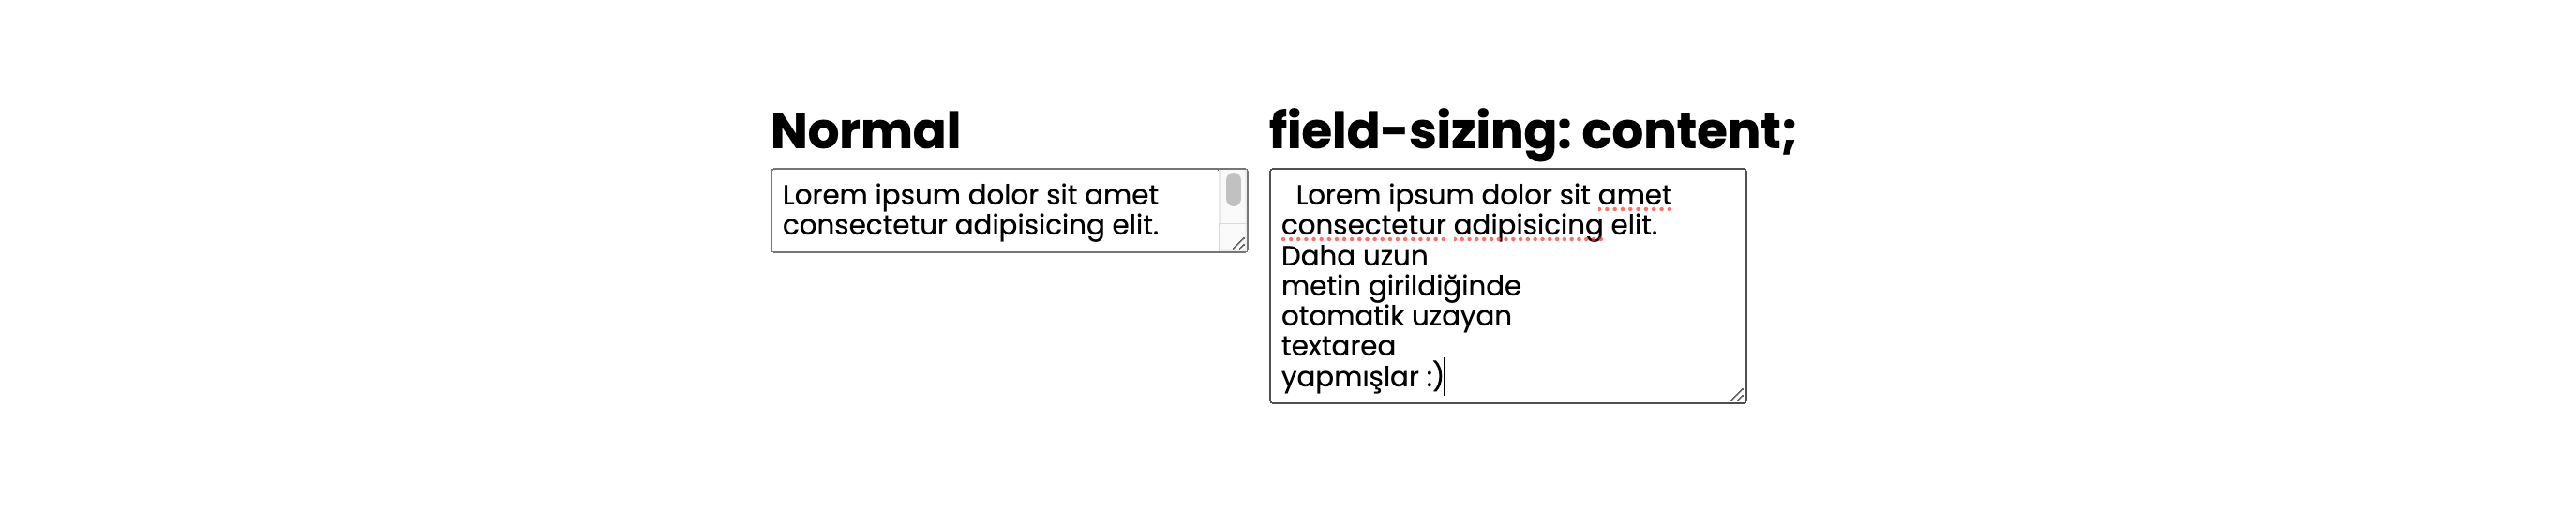 Normal
Lorem ipsum dolor sit amet
consectetur adipisicing elit.
field-sizing: content;
Lorem ipsum dolor sit amet
consectetur adipisicing elit.
Daha uzun
metin girildiğinde
otomatik uzayan
textarea
yapmışlar :)